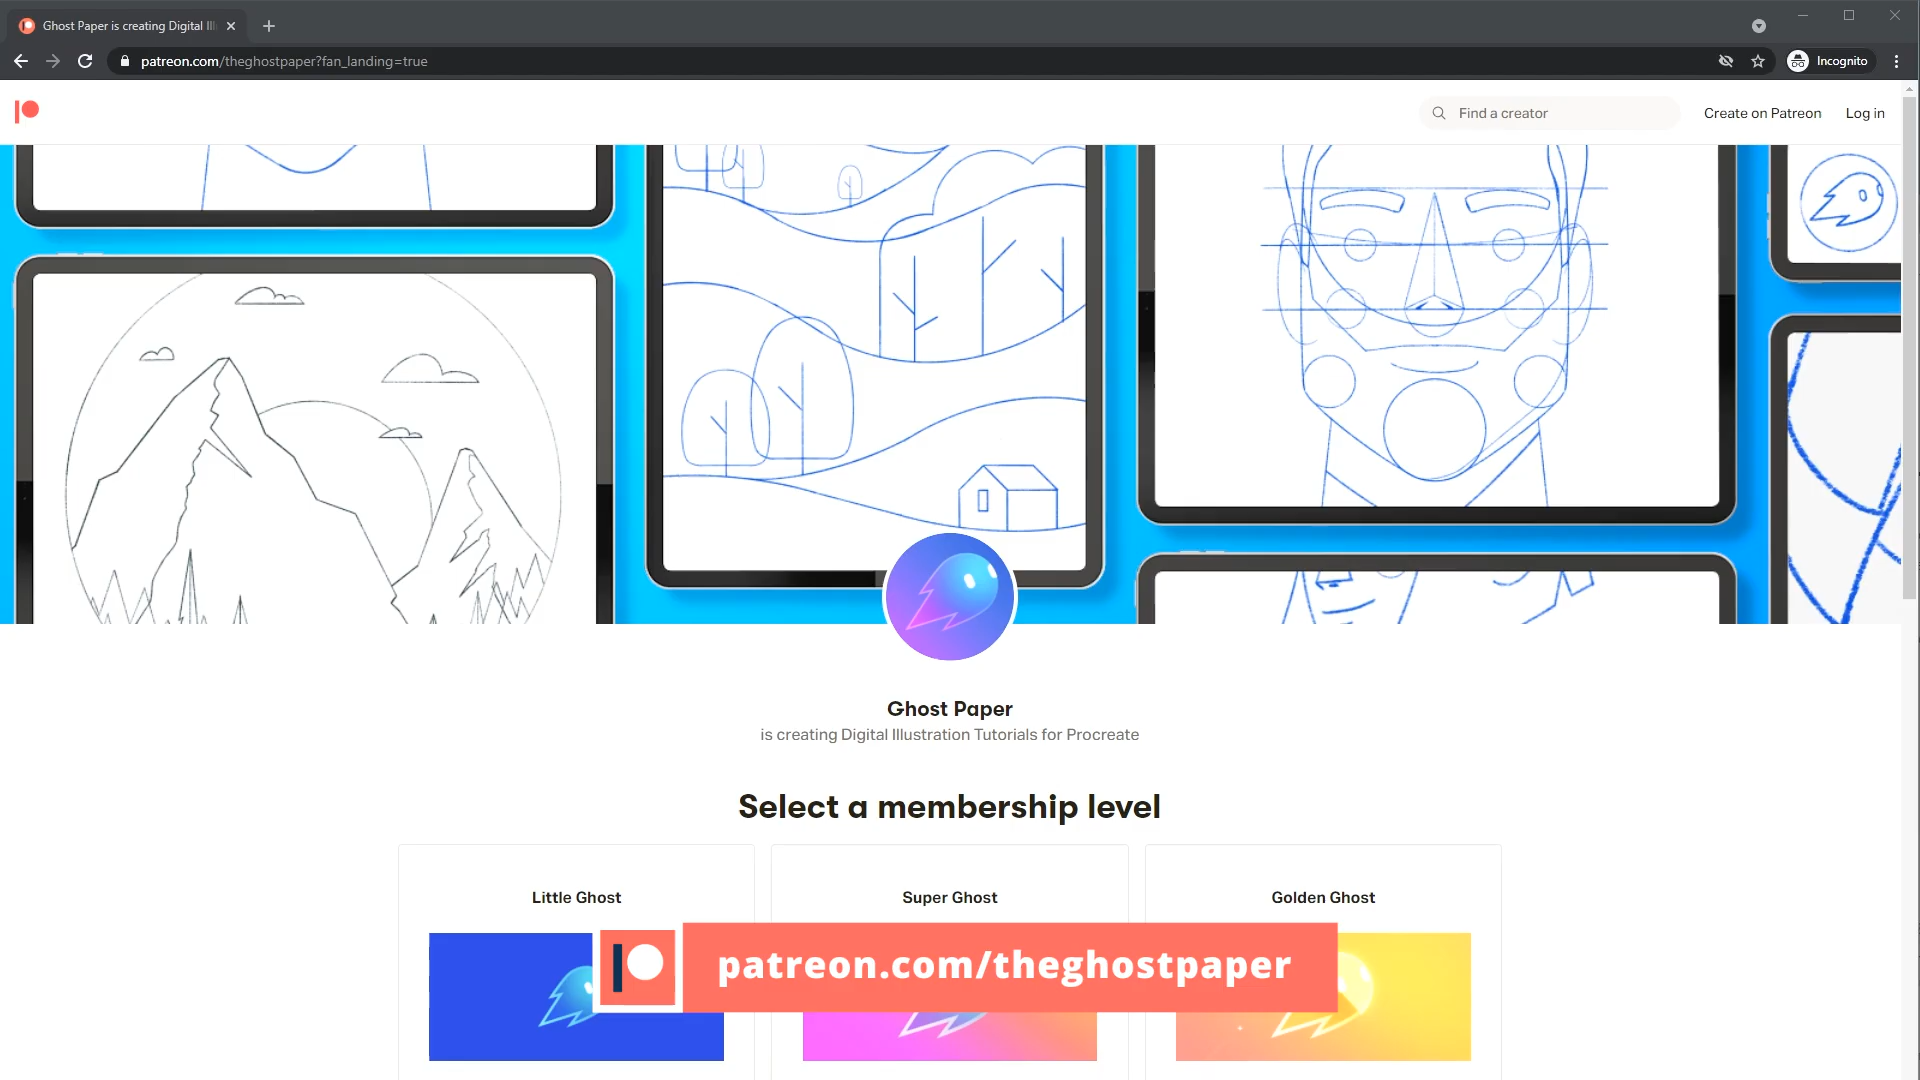 Ghost Paper is creating Digital Ill
patreon.com/theghostpaper?fan_landing=true
Incognito
Find a creator
Create on Patreon
Log in
Ghost Paper
is creating Digital Illustration Tutorials for Procreate
Select a membership level
Little Ghost
Super Ghost
Golden Ghost
patreon.com/theghostpaper